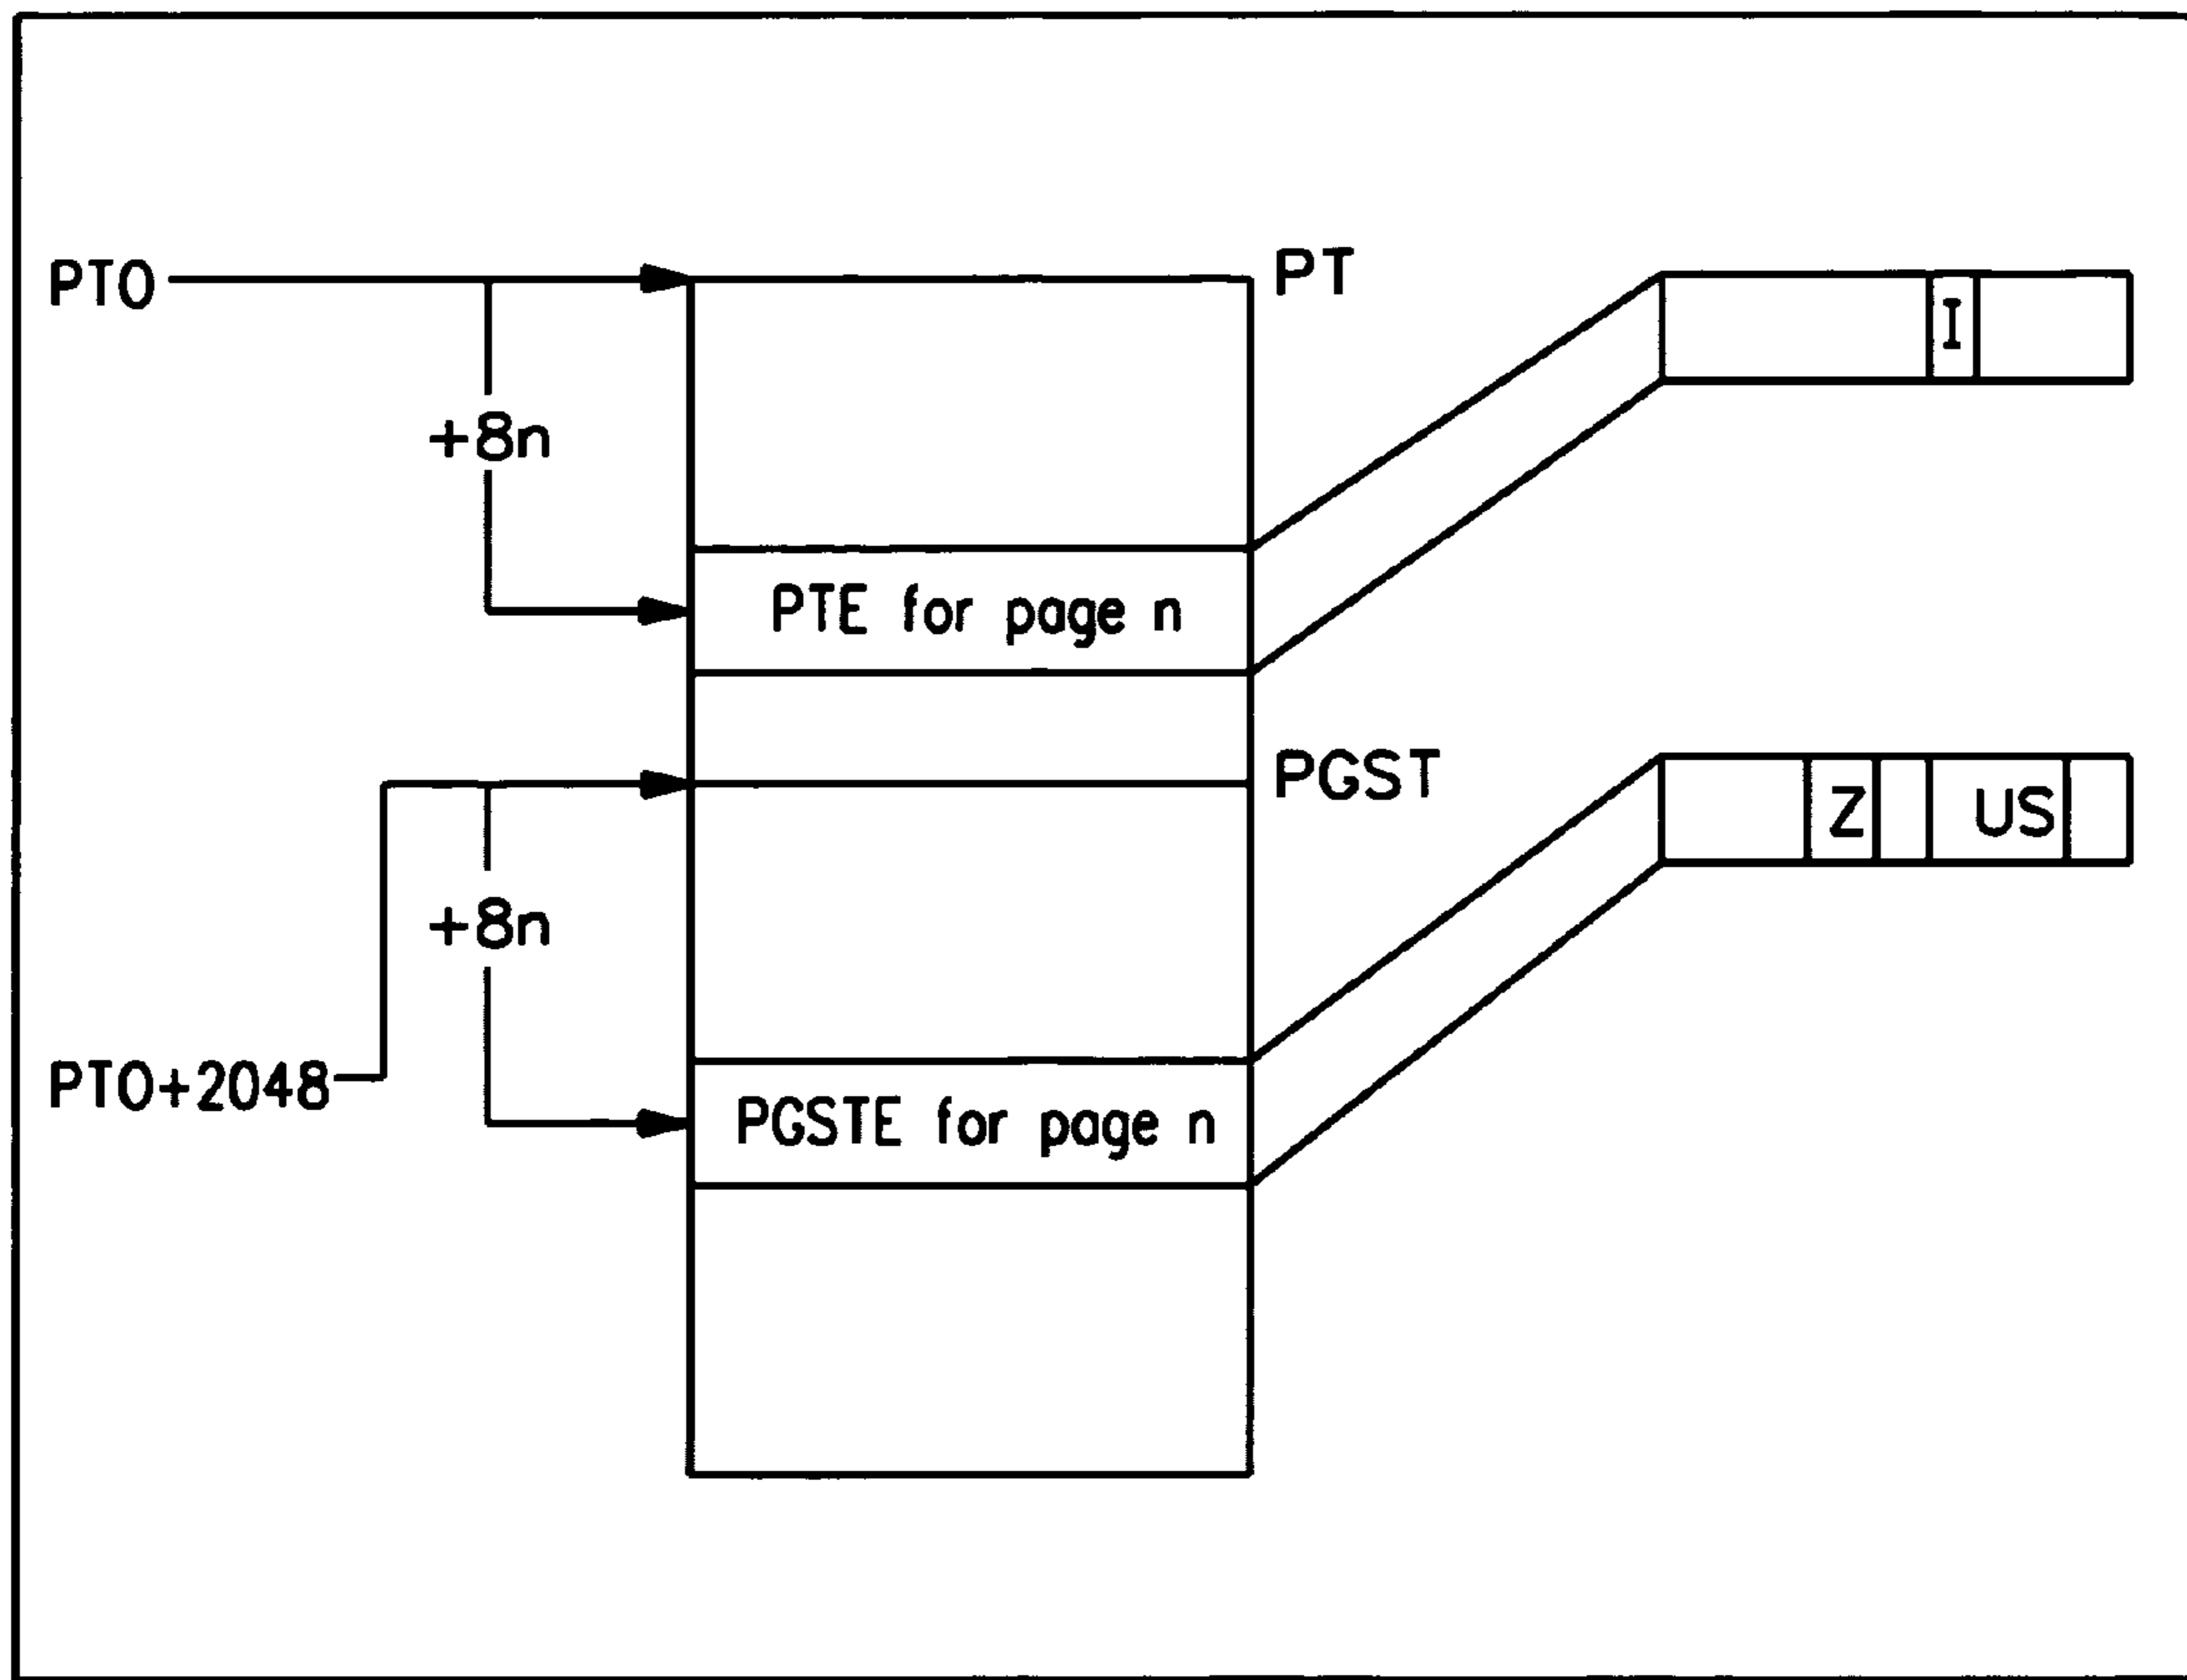 PTO
PT
I
+8n
PTE for page n
PGST
Z
US
+8n
PTO+2048
PGSTE for page n